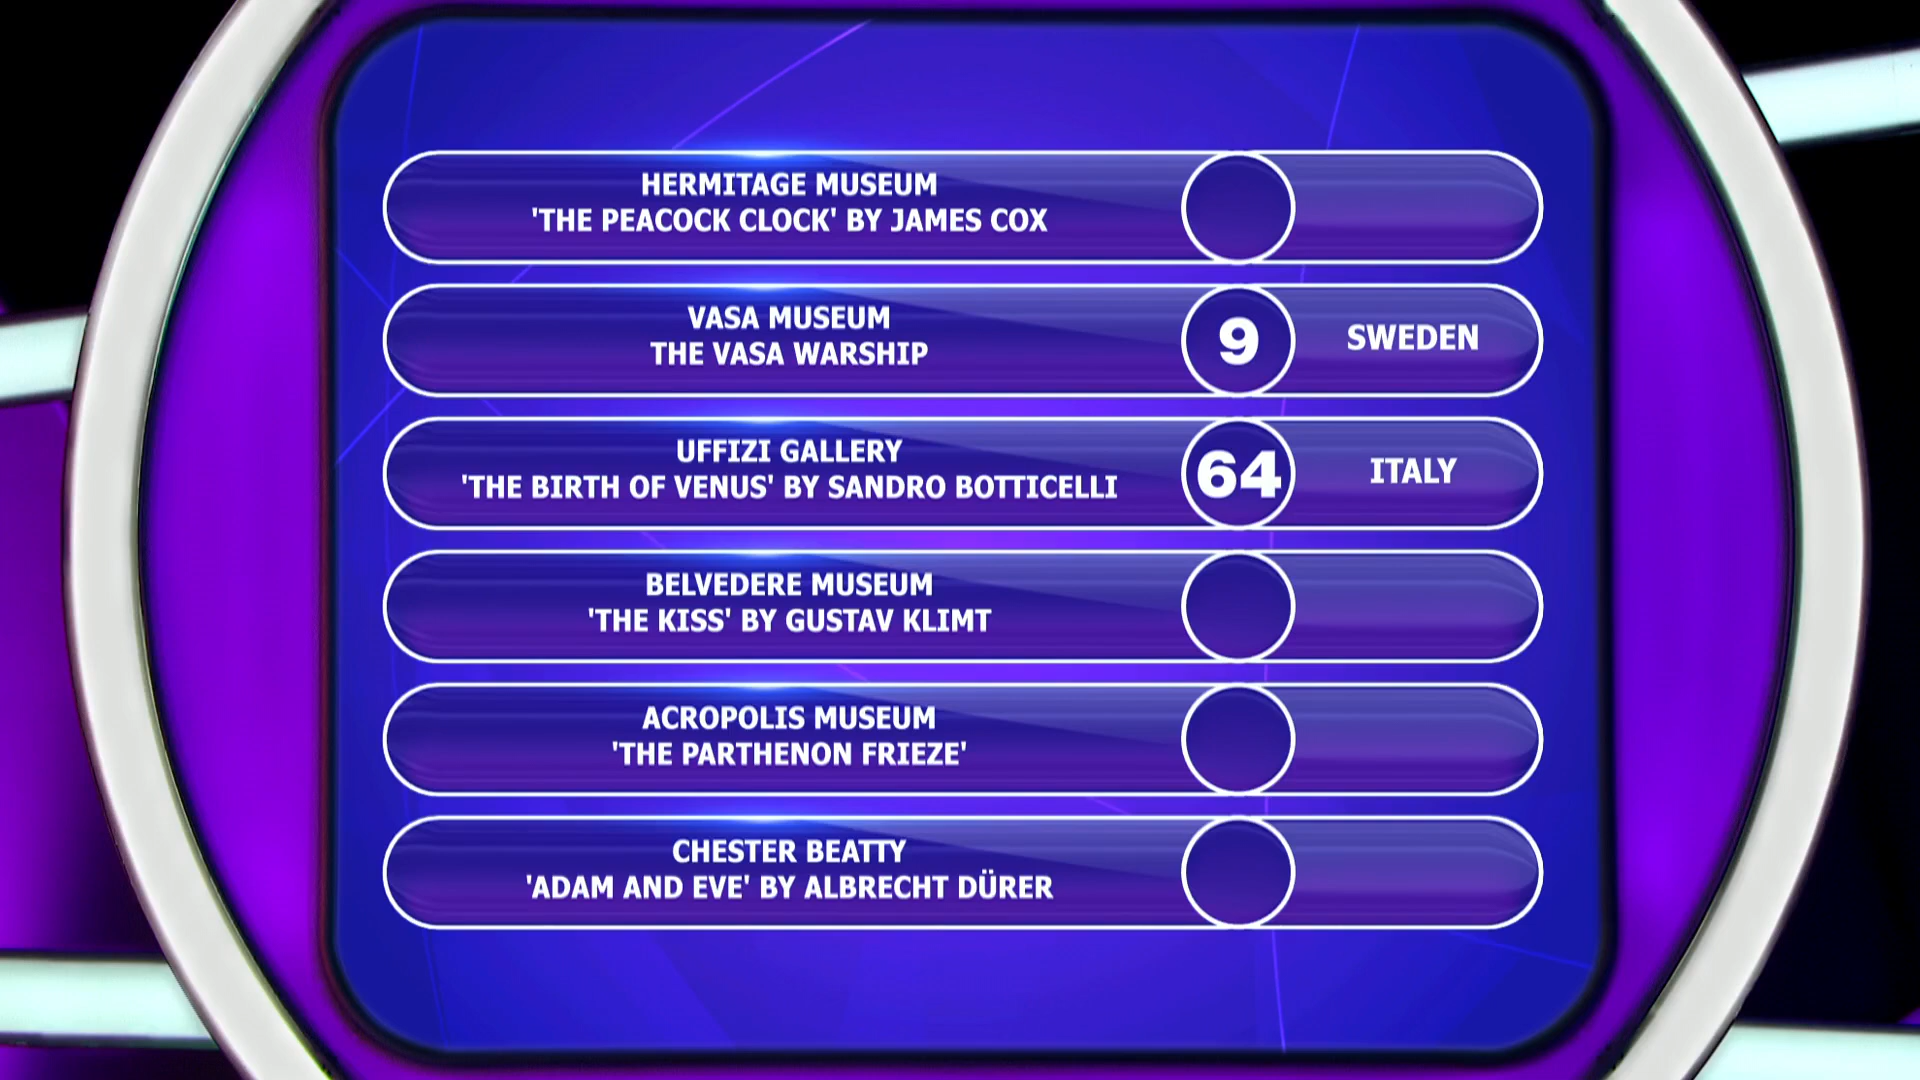 HERMITAGE MUSEUM
'THE PEACOCK CLOCK' BY JAMES COX
VASA MUSEUM
THE VASA WARSHIP
9
SWEDEN
UFFIZI GALLERY
'THE BIRTH OF VENUS' BY SANDRO BOTTICELLI
64
ITALY
BELVEDERE MUSEUM
'THE KISS' BY GUSTAV KLIMT
ACROPOLIS MUSEUM
'THE PARTHENON FRIEZE'
CHESTER BEATTY
'ADAM AND EVE' BY ALBRECHT DÜRER